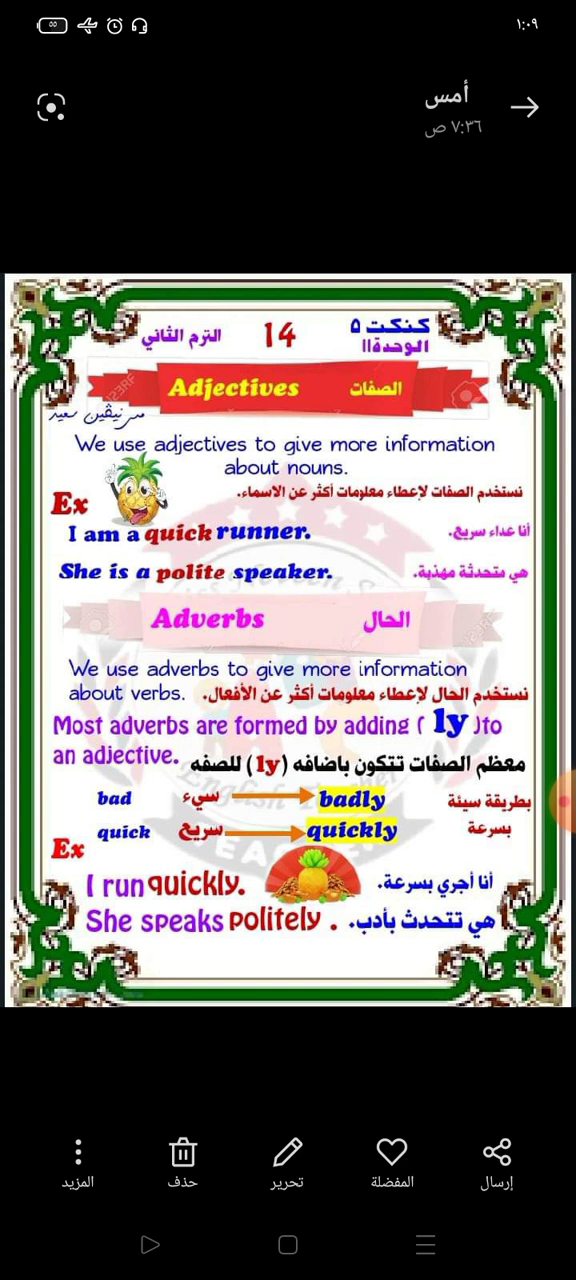 ١:٠٩
أمس
٧:٣٦ ص
كنكت ٥
14
الترم الثاني
الوحدة١١
Adjectives الصفات
مس نيڤين سعيد
We use adjectives to give more information
about nouns.
نستخدم الصفات لإعطاء معلومات أكثر عن الاسماء.
Ex
I am a quick runner. أنا عداء سريع.
She is a polite speaker. هي متحدثة مهذبة.
Adverbs الحال
We use adverbs to give more information
about verbs. نستخدم الحال لإعطاء معلومات أكثر عن الأفعال.
Most adverbs are formed by adding ( ly )to
an adjective. معظم الصفات تتكون باضافه (ly) للصفه
bad سيء badly بطريقة سيئة
quick سريع quickly بسرعة
Ex
I run quickly. أنا أجري بسرعة.
She speaks politely . هي تتحدث بأدب.
إرسال
المفضلة
تحرير
حذف
المزيد